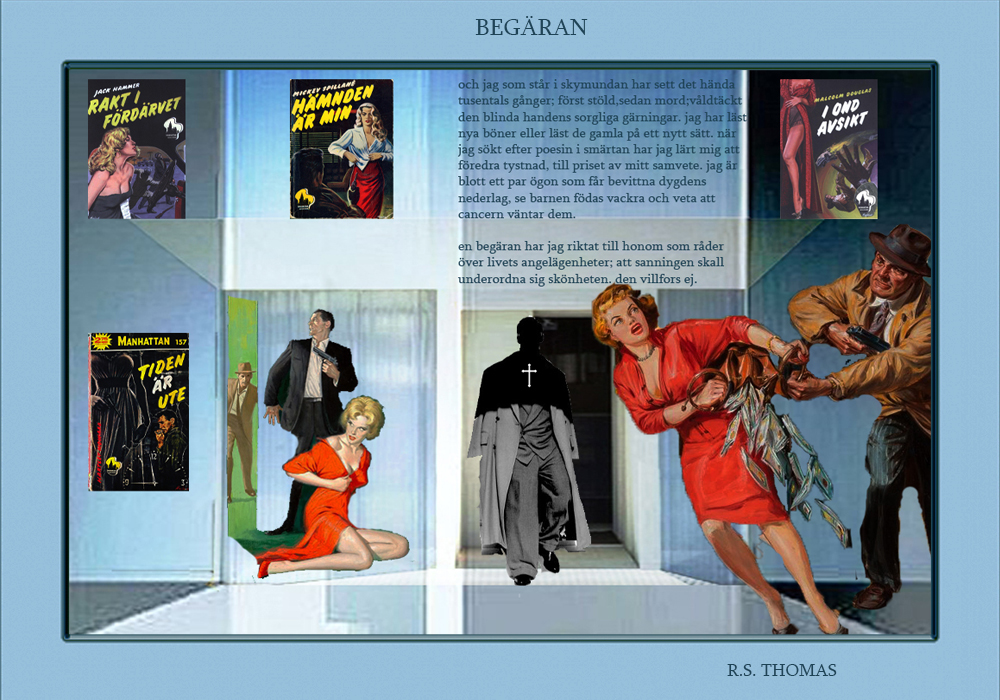 BEGÄRAN
JACK HAMMER
RAKT I
FÖRDÄRVET
MICKEY SPILLANE
HÄMNDEN
ÄR MIN
och jag som står i skymundan har sett det hända
tusentals gånger; först stöld,sedan mord;våldtäckt
den blinda handens sorgliga gärningar. jag har läst
nya böner eller läst de gamla på ett nytt sätt. när
jag sökt efter poesin i smärtan har jag lärt mig att
föredra tystnad, till priset av mitt samvete. jag är
blott ett par ögon som får bevittna dygdens
nederlag, se barnen födas vackra och veta att
cancern väntar dem.
en begäran har jag riktat till honom som råder
över livets angelägenheter; att sanningen skall
underordna sig skönheten. den villfors ej.
MALCOLM DOUGLAS
I OND
AVSIKT
MANHATTAN 157
TIDEN
ÄR
UTE
R.S. THOMAS